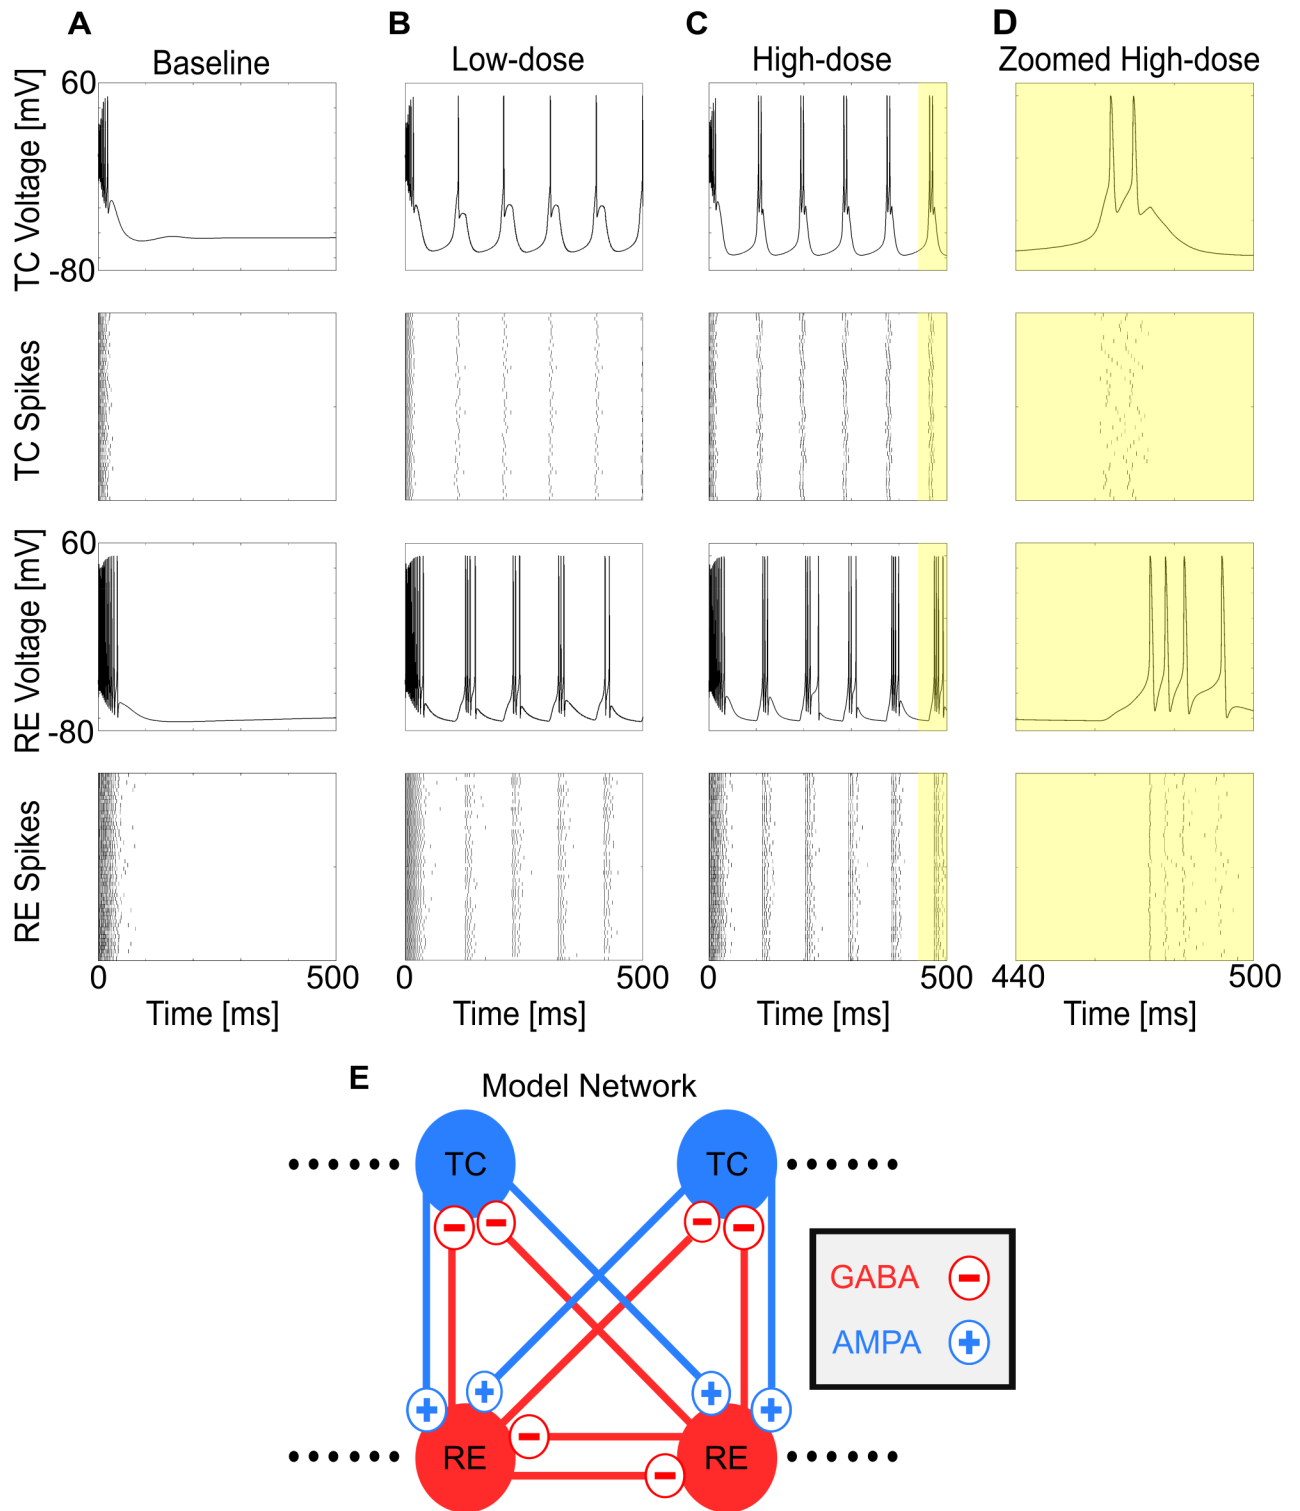 A
B
C
D
Baseline
Low-dose
High-dose
Zoomed High-dose
TC Voltage [mV]
60
-80
TC Spikes
RE Voltage [mV]
60
-80
RE Spikes
0
500
0
500
0
500
440
500
Time [ms]
Time [ms]
Time [ms]
Time [ms]
E
Model Network
TC
TC
GABA
AMPA
RE
RE